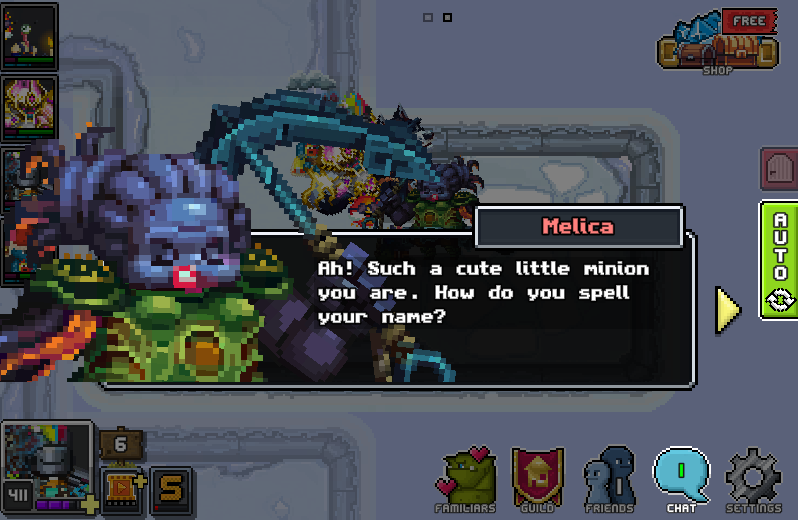 FREE
SHOP
AUTO
Melica
Ah! Such a cute little minion
you are. How do you spell
your name?
6
411
S
FAMILIARS
GUILD
FRIENDS
CHAT
SETTINGS